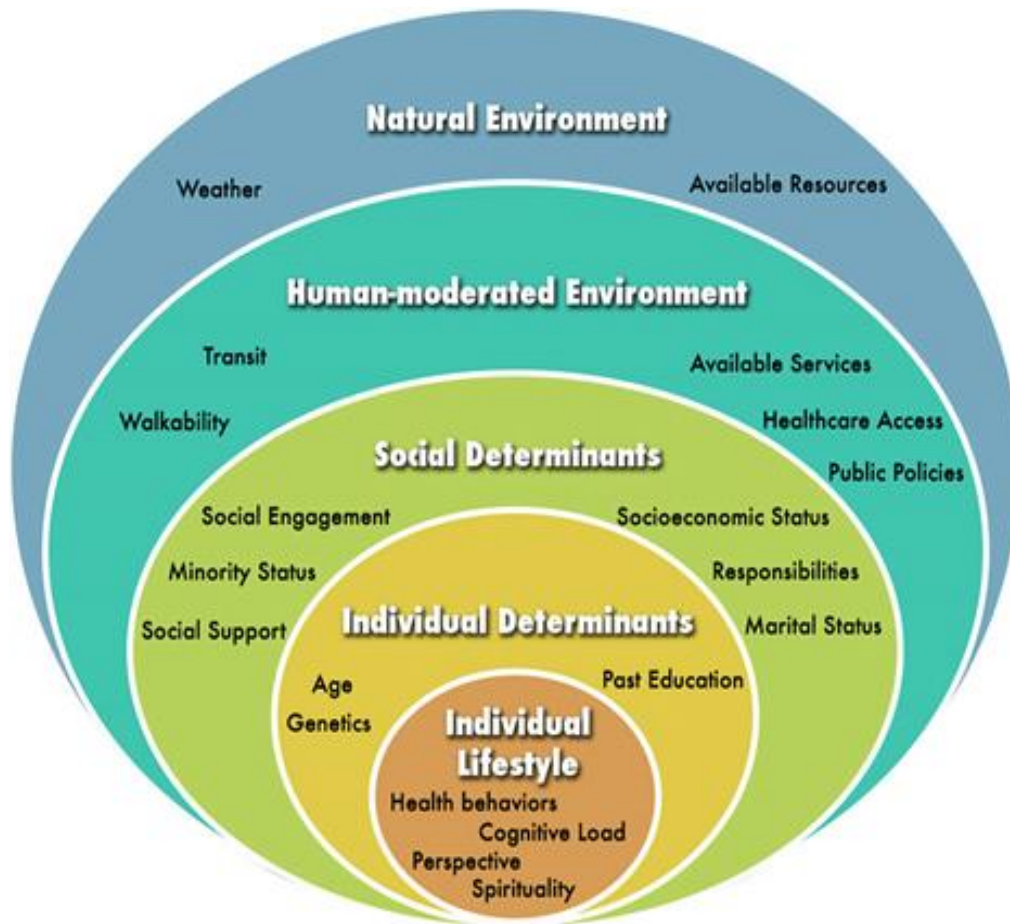 Natural Environment
Weather
Available Resources
Human-moderated Environment
Transit
Available Services
Walkability
Healthcare Access
Public Policies
Social Determinants
Social Engagement
Socioeconomic Status
Minority Status
Responsibilities
Social Support
Marital Status
Individual Determinants
Age
Past Education
Genetics
Individual
Lifestyle
Health behaviors
Cognitive Load
Perspective
Spirituality